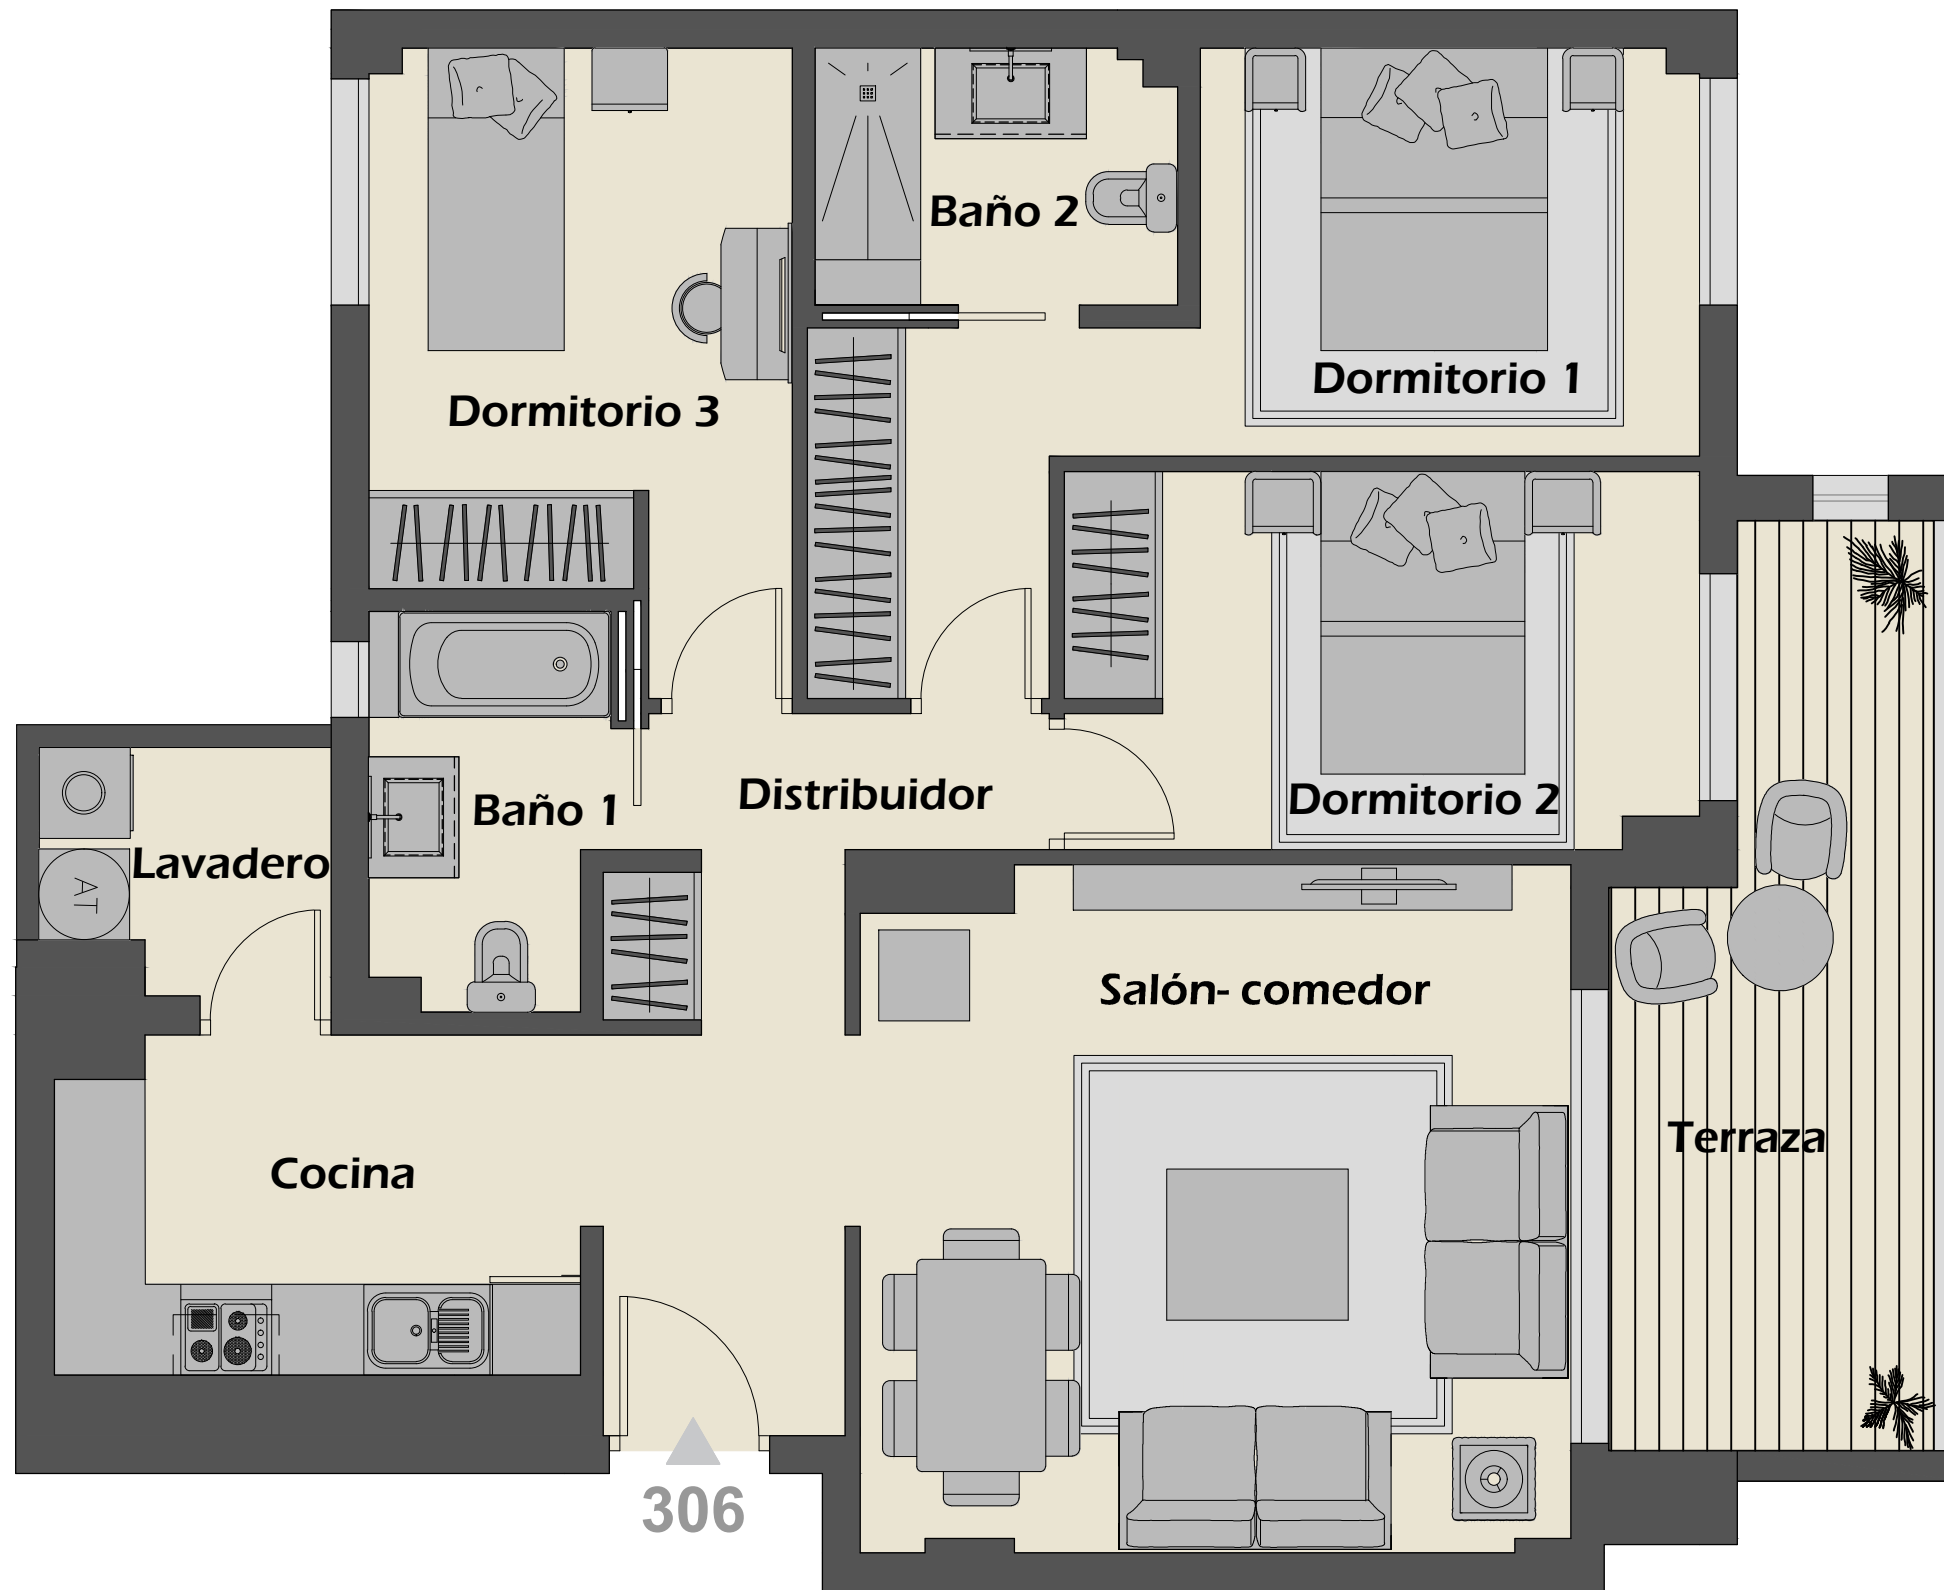 Baño 2
Dormitorio 1
Dormitorio 3
Distribuidor
Dormitorio 2
Baño 1
Lavadero
AT
Salón- comedor
Terraza
Cocina
306